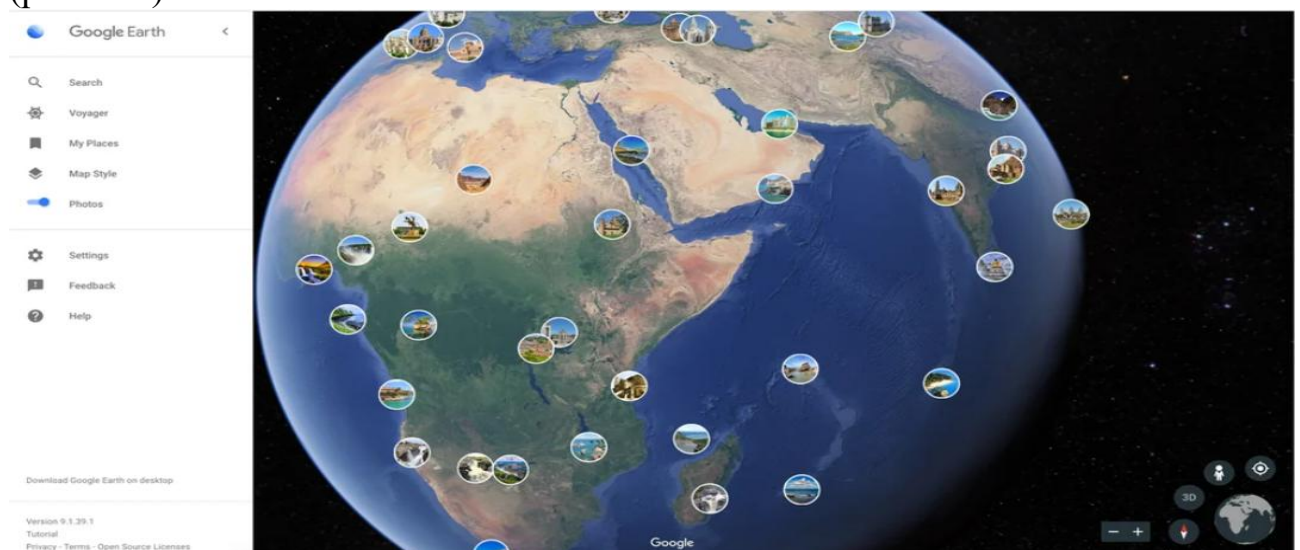 Google Earth
Search
Voyager
My Places
Map Style
Photos
Settings
Feedback
Help
Download Google Earth on desktop
Version 9.1.39.1
Tutorial
Privacy - Terms - Open Source Licenses
3D
Google